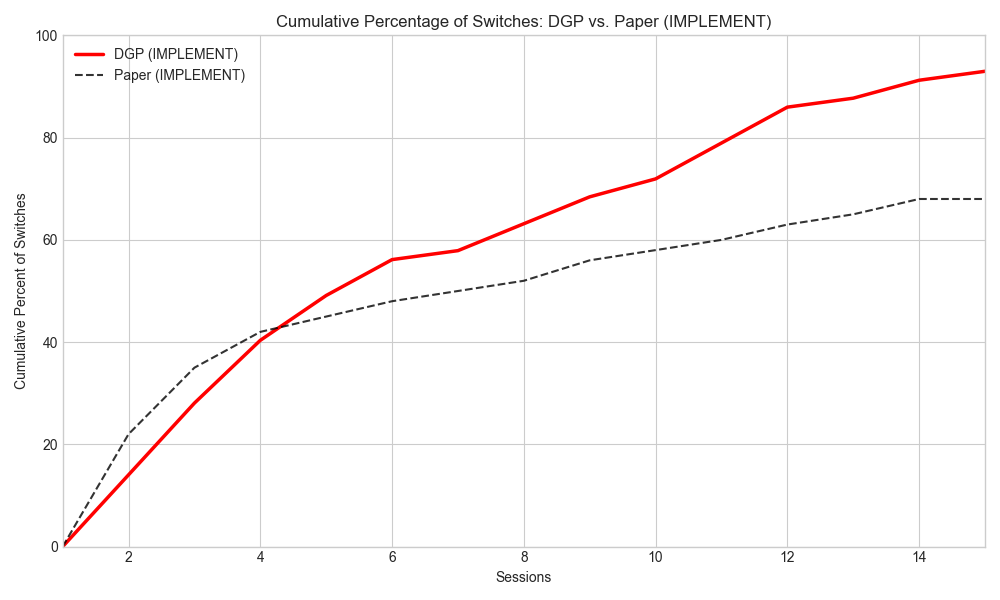 Cumulative Percentage of Switches: DGP vs. Paper (IMPLEMENT)
DGP (IMPLEMENT)
Paper (IMPLEMENT)
Cumulative Percent of Switches
100
80
60
40
20
0
2 4 6 8 10 12 14
Sessions